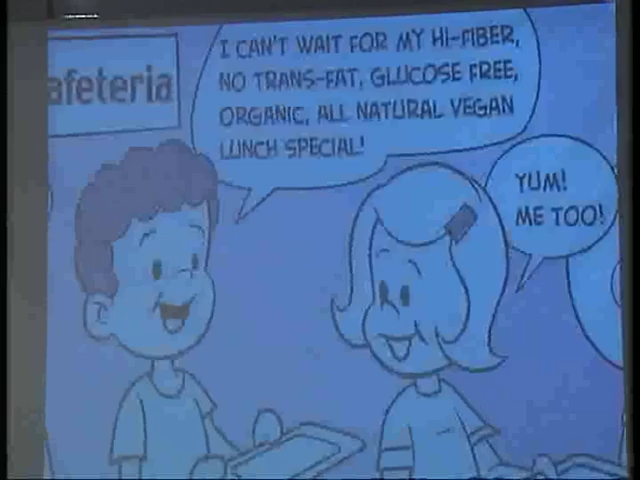 afeteria
I CAN'T WAIT FOR MY HI-FIBER,
NO TRANS-FAT, GLUCOSE FREE,
ORGANIC, ALL NATURAL VEGAN
LUNCH SPECIAL!
YUM!
ME TOO!